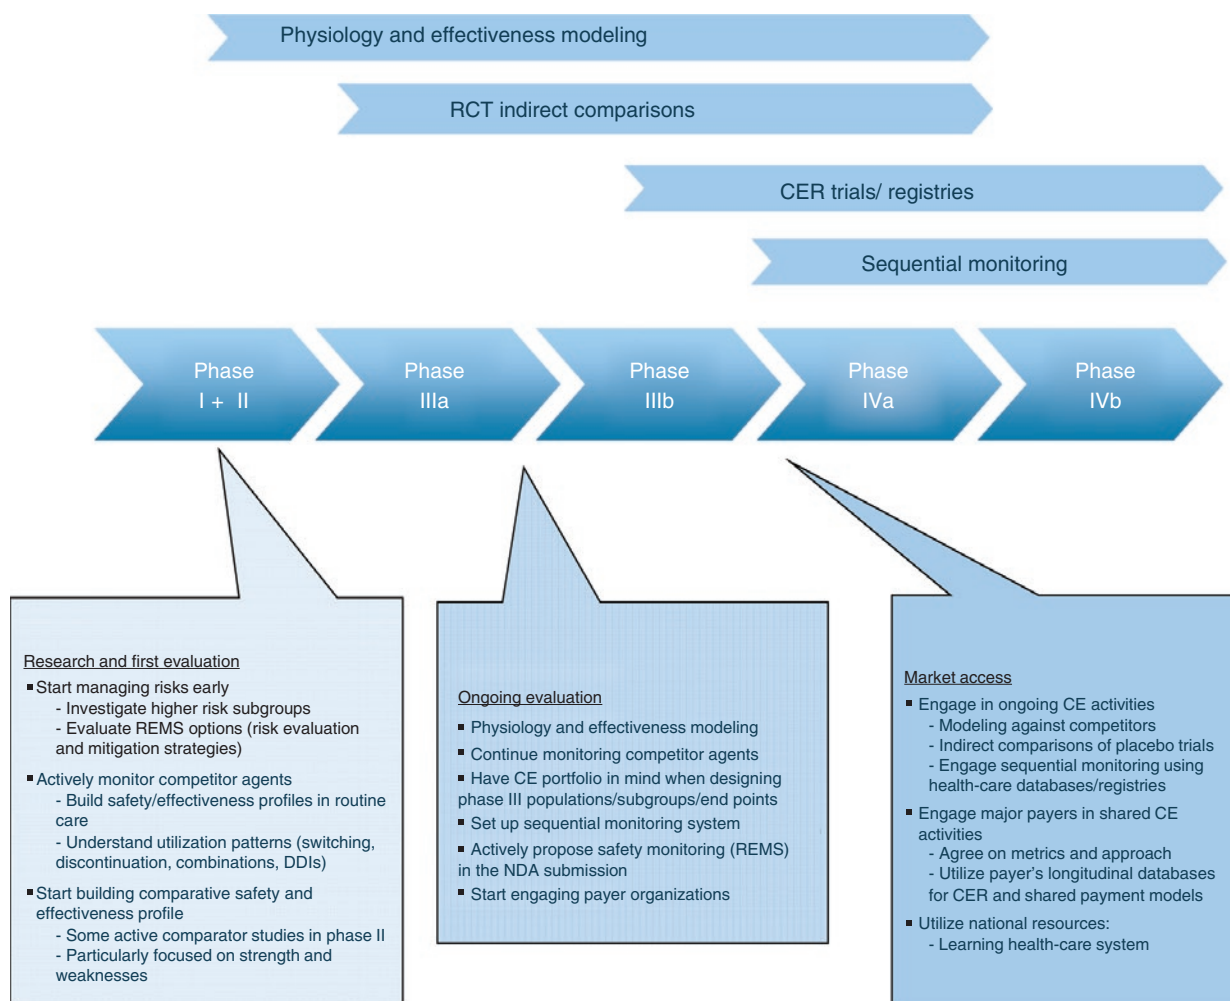 Physiology and effectiveness modeling
RCT indirect comparisons
CER trials/ registries
Sequential monitoring
Phase
I + II
Phase
IIIa
Phase
IIIb
Phase
IVa
Phase
IVb
Research and first evaluation
▪ Start managing risks early
- Investigate higher risk subgroups
- Evaluate REMS options (risk evaluation
and mitigation strategies)
▪ Actively monitor competitor agents
- Build safety/effectiveness profiles in routine
care
- Understand utilization patterns (switching,
discontinuation, combinations, DDIs)
▪ Start building comparative safety and
effectiveness profile
- Some active comparator studies in phase II
- Particularly focused on strength and
weaknesses
Ongoing evaluation
▪ Physiology and effectiveness modeling
▪ Continue monitoring competitor agents
▪ Have CE portfolio in mind when designing
phase III populations/subgroups/end points
▪ Set up sequential monitoring system
▪ Actively propose safety monitoring (REMS)
in the NDA submission
▪ Start engaging payer organizations
Market access
▪ Engage in ongoing CE activities
- Modeling against competitors
- Indirect comparisons of placebo trials
- Engage sequential monitoring using
health-care databases/registries
▪ Engage major payers in shared CE
activities
- Agree on metrics and approach
- Utilize payer's longitudinal databases
for CER and shared payment models
▪ Utilize national resources:
- Learning health-care system